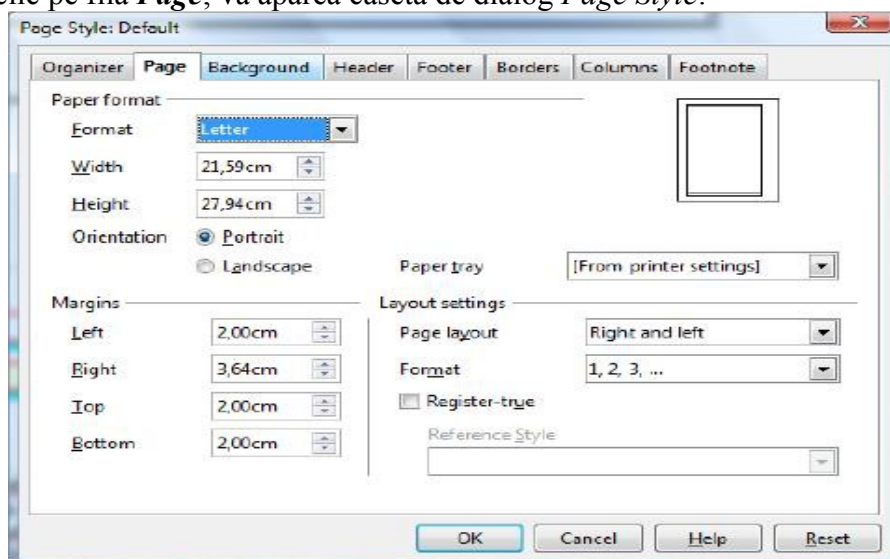 pe fila Page, va apărea caseta de dialog Page Style:
Page Style: Default
Organizer Page Background Header Footer Borders Columns Footnote
Paper format
Format Letter
Width 21,59cm
Height 27,94cm
Orientation Portrait
Landscape Paper tray [From printer settings]
Margins Layout settings
Left 2,00cm Page layout Right and left
Right 3,64cm Format 1, 2, 3, ...
Top 2,00cm Register-true
Bottom 2,00cm Reference Style
OK Cancel Help Reset